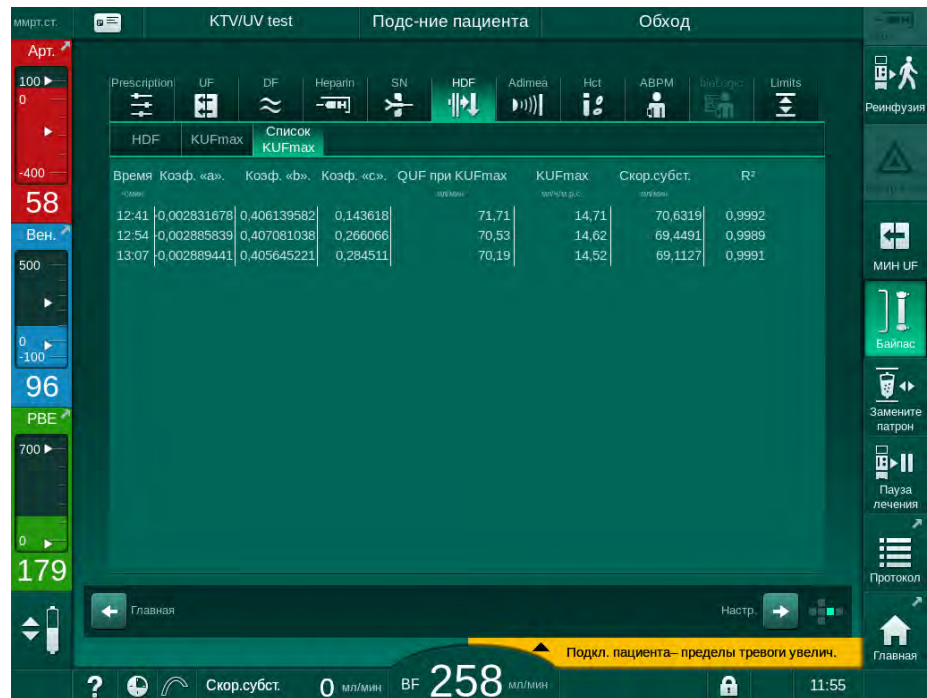 ммрт.ст.
KTV/UV test
Подс-ние пациента
Обход
Арт.
100
0
-400
58
Вен.
500
0
-100
96
PBE
700
0
179
Prescription UF DF Heparin SN HDF Adimea Hct ABPM bioLogic Limits
HDF KUFmax Список KUFmax
Время Коэф. «a». Коэф. «b». Коэф. «c». QUF при KUFmax KUFmax Скор.субст. R²
12:41 -0,002831678 0,406139582 0,143618 71,71 14,71 70,6319 0,9992
12:54 -0,002885839 0,407081038 0,266066 70,53 14,62 69,4491 0,9989
13:07 -0,002889441 0,405645221 0,284511 70,19 14,52 69,1127 0,9991
Главная
Настр.
Подкл. пациента– пределы тревоги увелич.
? Скор.субст. 0 мл/мин BF 258 мл/мин 11:55
Реинфузия
МИН UF
Байпас
Замените
патрон
Пауза
лечения
Протокол
Главная